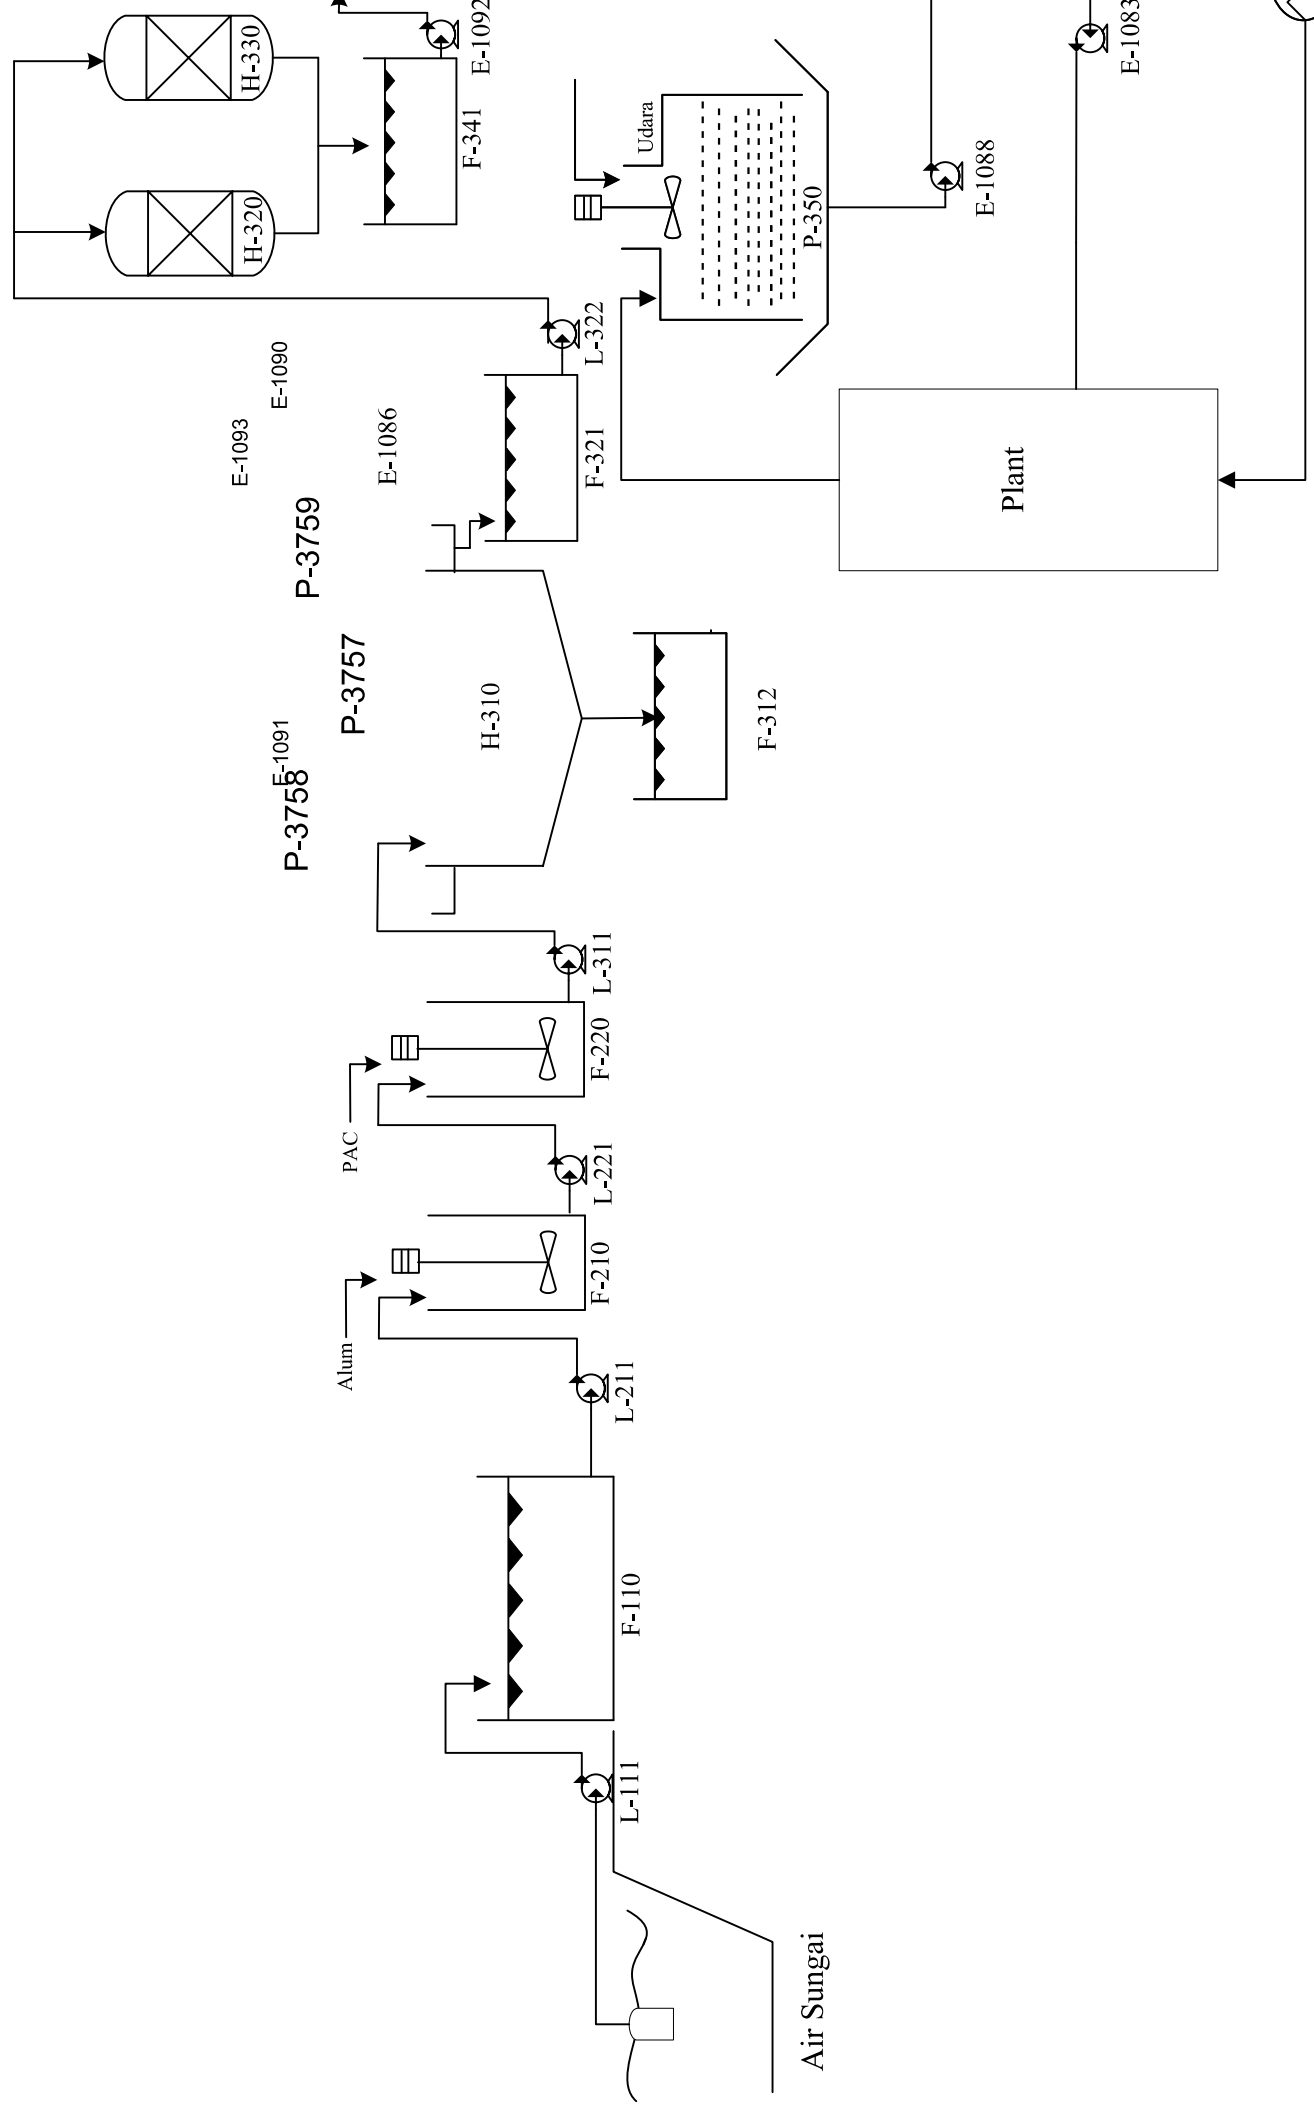 Air Sungai
L-111
F-110
L-211
Alum
F-210
L-221
PAC
F-220
L-311
H-310
F-312
P-3758
E-1091
P-3757
P-3759
E-1093
E-1090
E-1086
F-321
L-322
H-320
H-330
F-341
E-1092
Udara
P-350
E-1088
Plant
E-1083